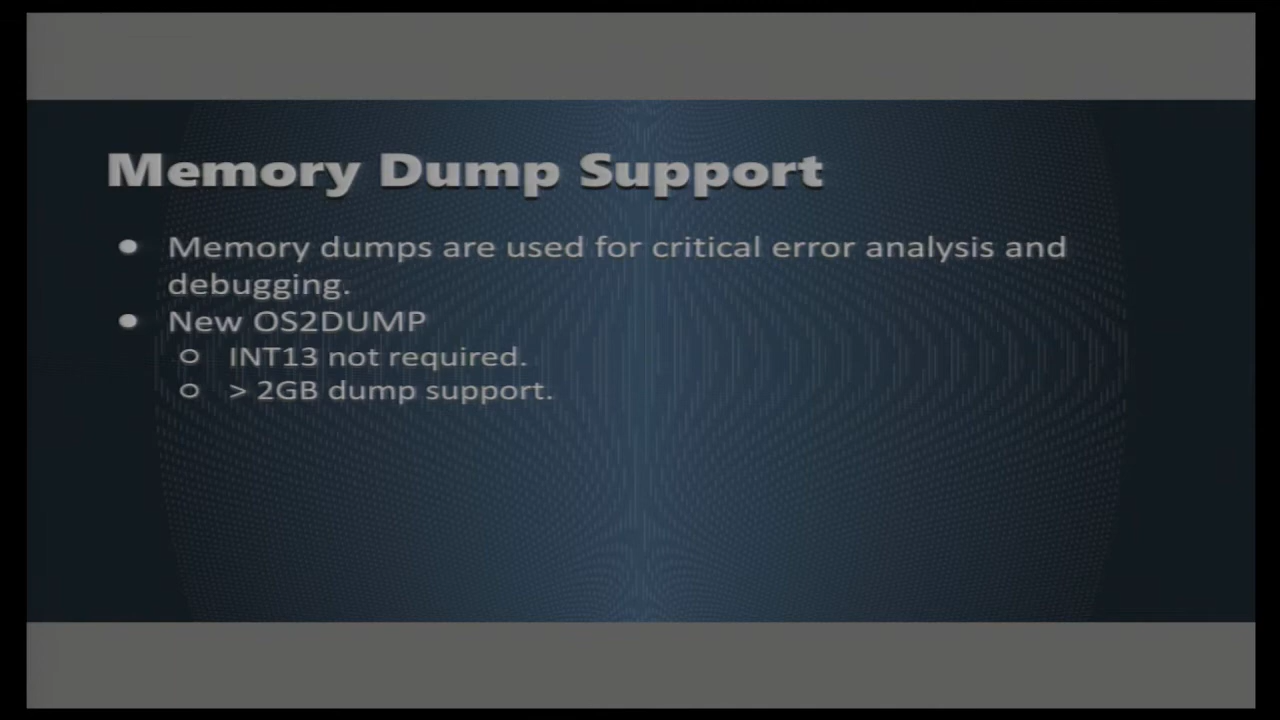 Memory Dump Support
● Memory dumps are used for critical error analysis and
debugging.
● New OS2DUMP
○ INT13 not required.
○ > 2GB dump support.